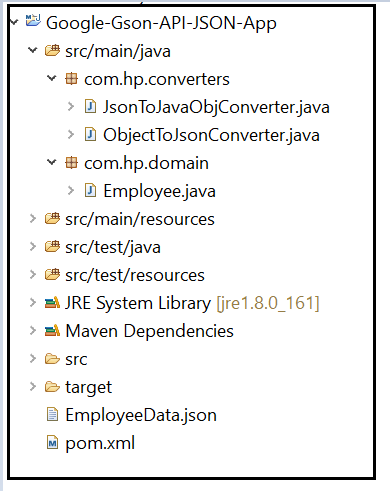 Google-Gson-API-JSON-App
src/main/java
com.hp.converters
JsonToJavaObjConverter.java
ObjectToJsonConverter.java
com.hp.domain
Employee.java
src/main/resources
src/test/java
src/test/resources
JRE System Library [jre1.8.0_161]
Maven Dependencies
src
target
EmployeeData.json
pom.xml